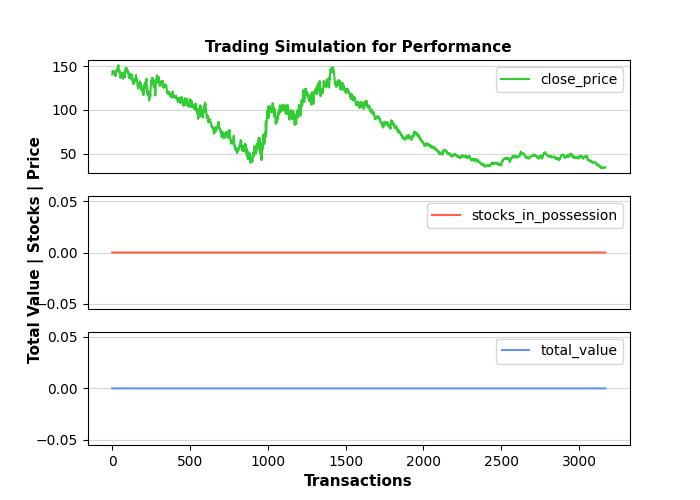 Trading Simulation for Performance
150
100
50
close_price
0.05
0.00
−0.05
stocks_in_possession
0.05
0.00
−0.05
total_value
Total Value | Stocks | Price
0 500 1000 1500 2000 2500 3000
Transactions